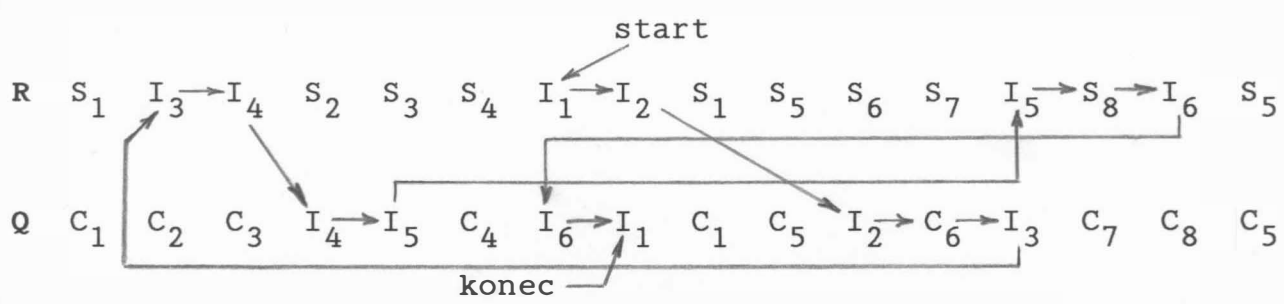 start
R S₁ I₃ I₄ S₂ S₃ S₄ I₁ I₂ S₁ S₅ S₆ S₇ I₅ S₈ I₆ S₅
Q C₁ C₂ C₃ I₄ I₅ C₄ I₆ I₁ C₁ C₅ I₂ C₆ I₃ C₇ C₈ C₅
konec